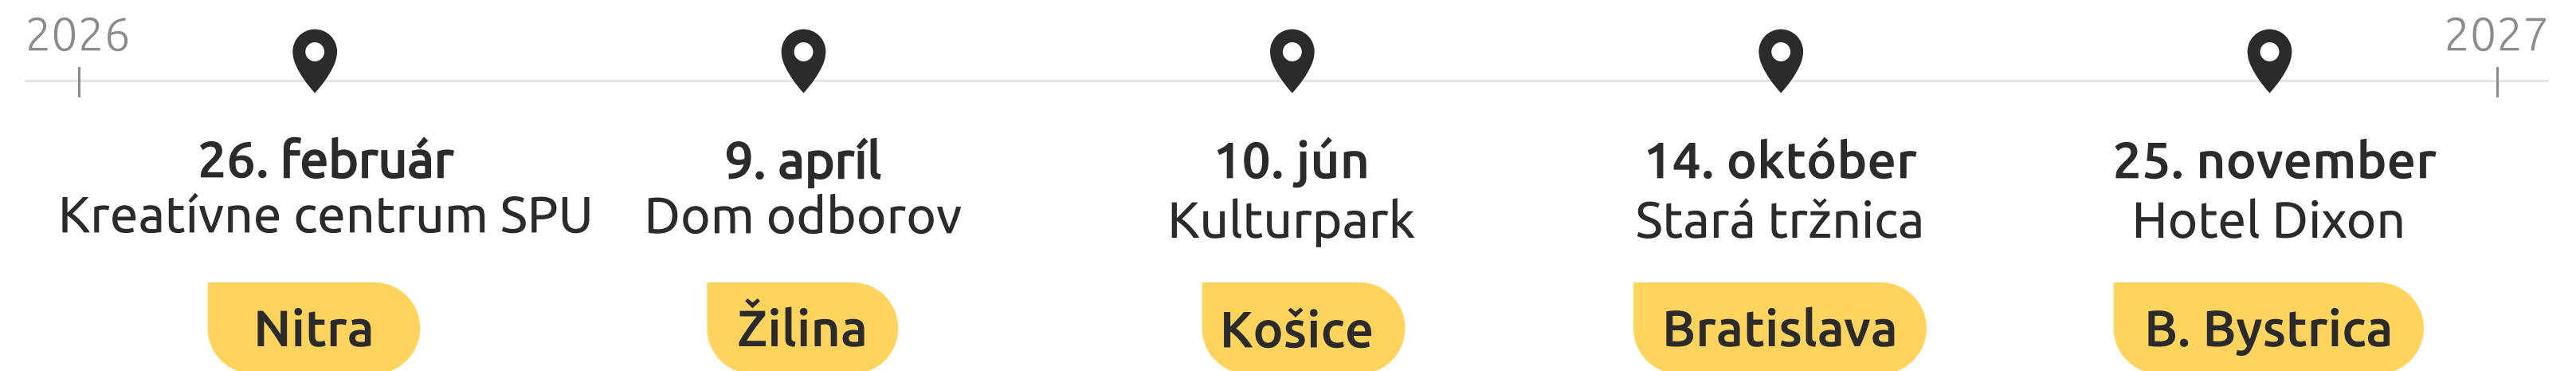 2026
2027
26. február
Kreatívne centrum SPU
Nitra
9. apríl
Dom odborov
Žilina
10. jún
Kulturpark
Košice
14. október
Stará tržnica
Bratislava
25. november
Hotel Dixon
B. Bystrica